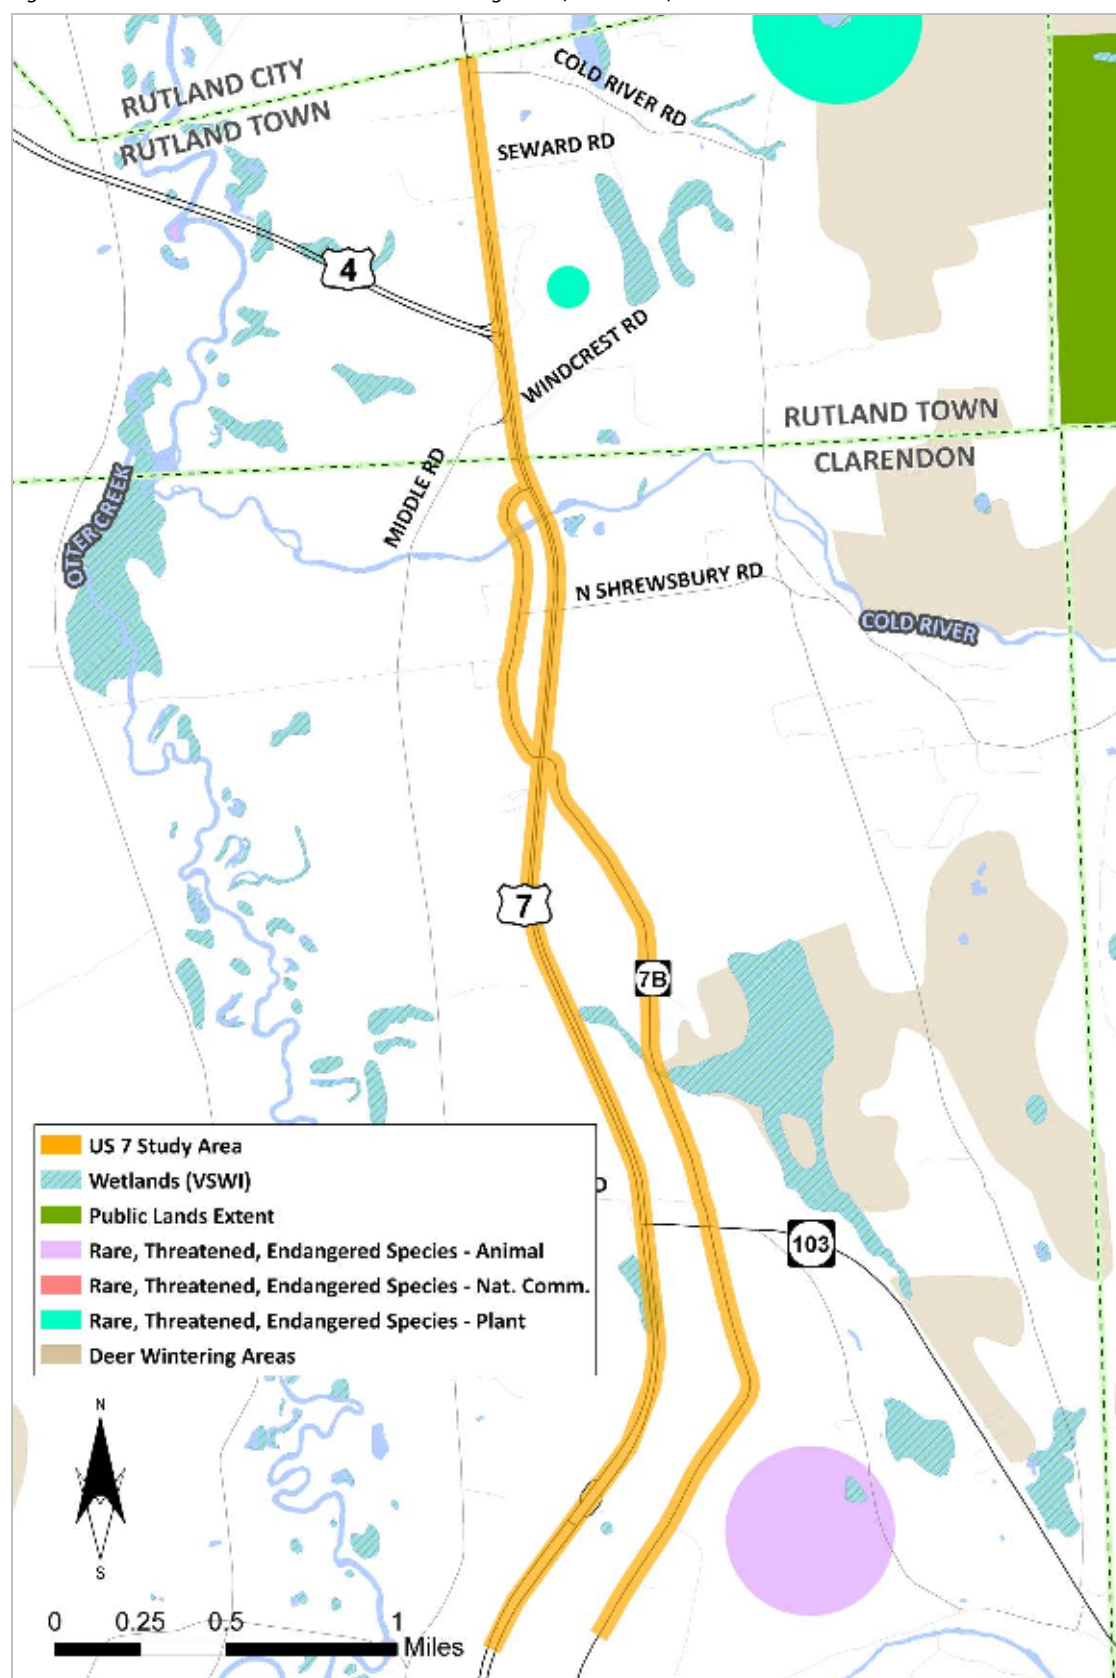 COLD RIVER RD
RUTLAND CITY
RUTLAND TOWN
SEWARD RD
4
WINDCREST RD
RUTLAND TOWN
CLARENDON
MIDDLE RD
OTTER CREEK
N SHREWSBURY RD
COLD RIVER
7
7B
103
US 7 Study Area
Wetlands (VSWI)
Public Lands Extent
Rare, Threatened, Endangered Species - Animal
Rare, Threatened, Endangered Species - Nat. Comm.
Rare, Threatened, Endangered Species - Plant
Deer Wintering Areas
N
S
0 0.25 0.5 1
Miles